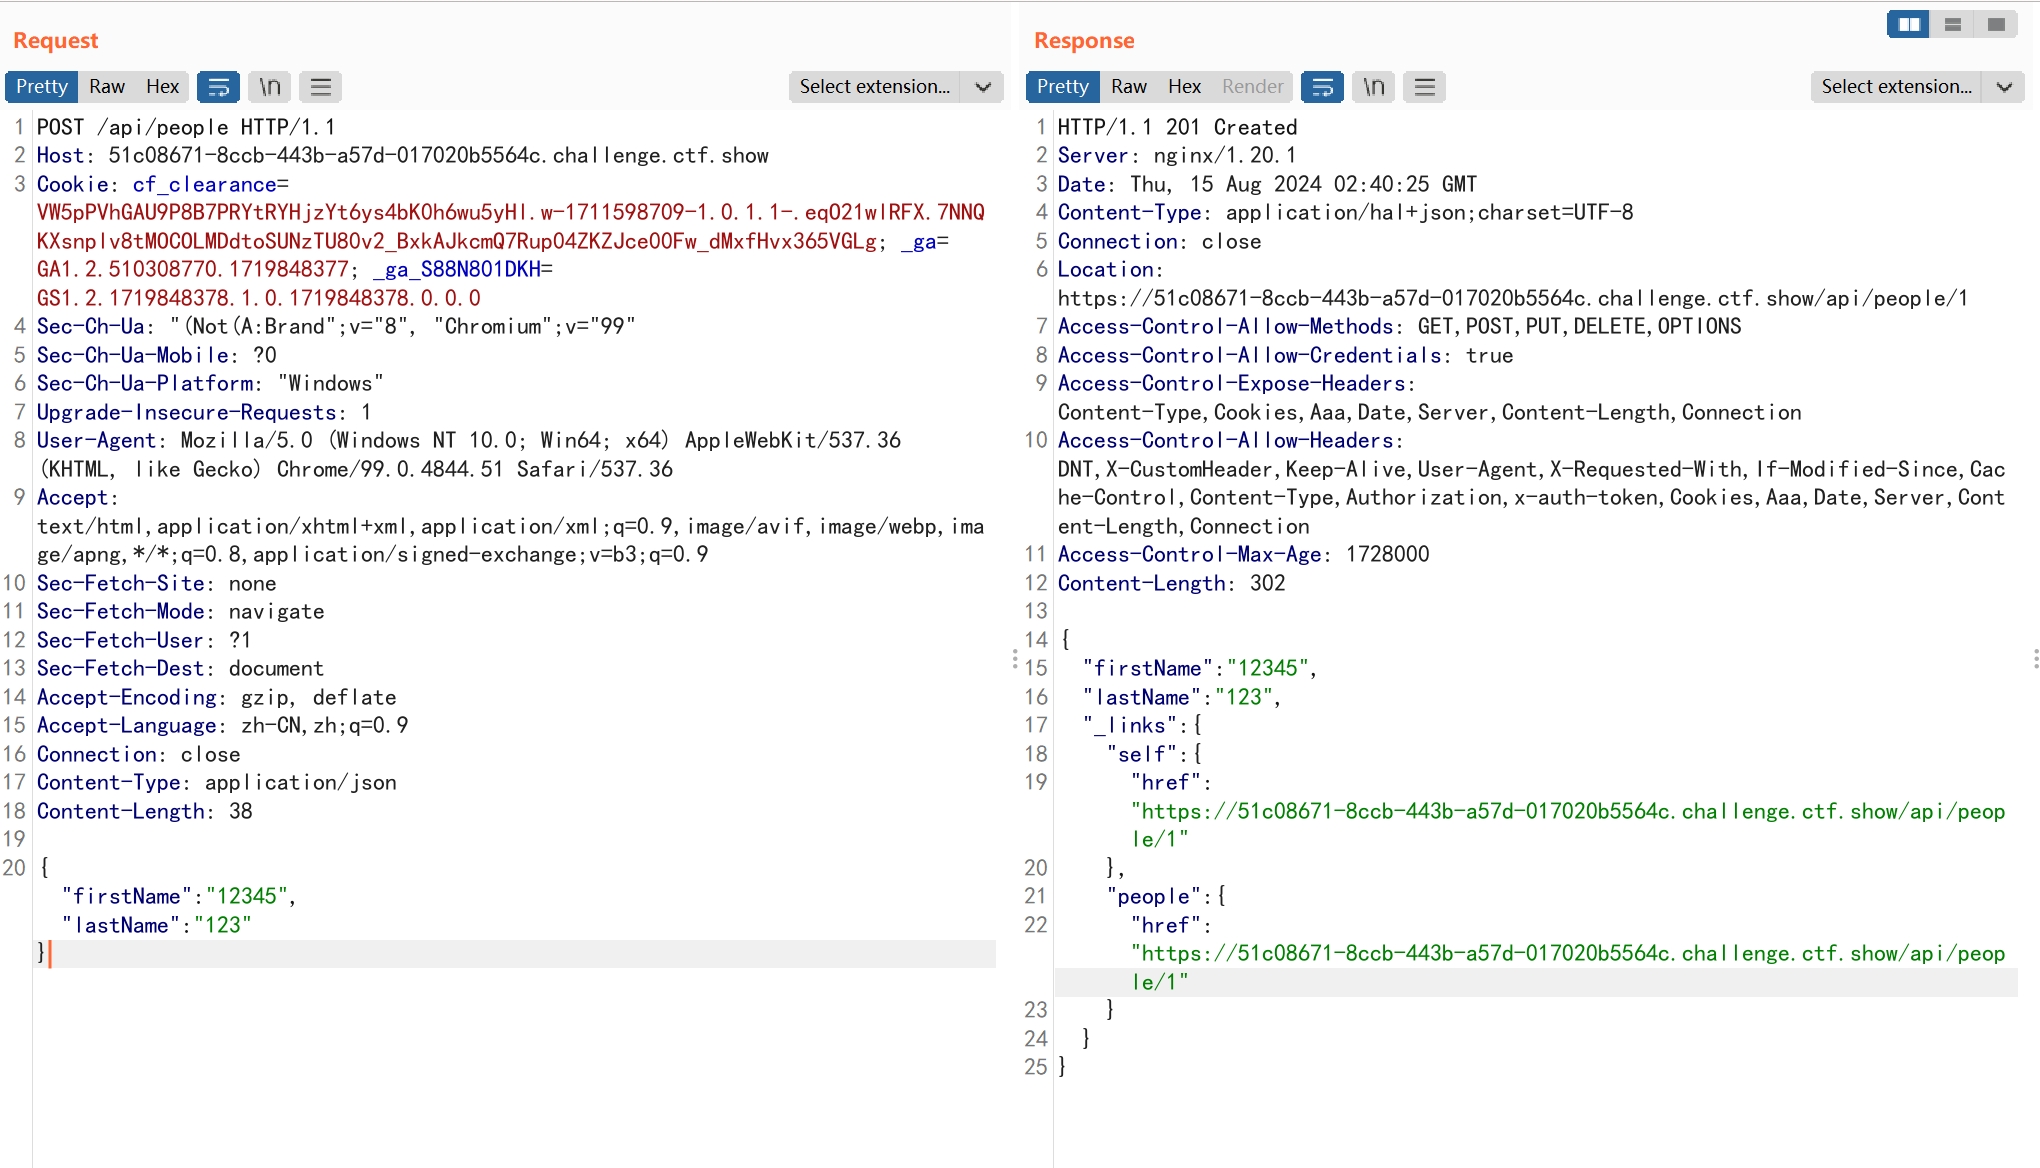 Request
Pretty Raw Hex \n Select extension...
1 POST /api/people HTTP/1.1
2 Host: 51c08671-8ccb-443b-a57d-017020b5564c.challenge.ctf.show
3 Cookie: cf_clearance=
VW5pPVhGAU9P8B7PRYtRYHjzYt6ys4bK0h6wu5yHl.w-1711598709-1.0.1.1-.eqO21wlRFX.7NNQ
KXsnplv8tMOCOLMDdtoSUNzTU80v2_BxkAJkcmQ7Rup04ZKZJce00Fw_dMxfHvx365VGLg; _ga=
GA1.2.510308770.1719848377; _ga_S88N801DKH=
GS1.2.1719848378.1.0.1719848378.0.0.0
4 Sec-Ch-Ua: "(Not(A:Brand";v="8", "Chromium";v="99"
5 Sec-Ch-Ua-Mobile: ?0
6 Sec-Ch-Ua-Platform: "Windows"
7 Upgrade-Insecure-Requests: 1
8 User-Agent: Mozilla/5.0 (Windows NT 10.0; Win64; x64) AppleWebKit/537.36
(KHTML, like Gecko) Chrome/99.0.4844.51 Safari/537.36
9 Accept:
text/html,application/xhtml+xml,application/xml;q=0.9,image/avif,image/webp,ima
ge/apng,*/*;q=0.8,application/signed-exchange;v=b3;q=0.9
10 Sec-Fetch-Site: none
11 Sec-Fetch-Mode: navigate
12 Sec-Fetch-User: ?1
13 Sec-Fetch-Dest: document
14 Accept-Encoding: gzip, deflate
15 Accept-Language: zh-CN,zh;q=0.9
16 Connection: close
17 Content-Type: application/json
18 Content-Length: 38
19
20 {
"firstName":"12345",
"lastName":"123"
}
Response
Pretty Raw Hex Render \n Select extension...
1 HTTP/1.1 201 Created
2 Server: nginx/1.20.1
3 Date: Thu, 15 Aug 2024 02:40:25 GMT
4 Content-Type: application/hal+json;charset=UTF-8
5 Connection: close
6 Location:
https://51c08671-8ccb-443b-a57d-017020b5564c.challenge.ctf.show/api/people/1
7 Access-Control-Allow-Methods: GET,POST,PUT,DELETE,OPTIONS
8 Access-Control-Allow-Credentials: true
9 Access-Control-Expose-Headers:
Content-Type,Cookies,Aaa,Date,Server,Content-Length,Connection
10 Access-Control-Allow-Headers:
DNT,X-CustomHeader,Keep-Alive,User-Agent,X-Requested-With,If-Modified-Since,Cac
he-Control,Content-Type,Authorization,x-auth-token,Cookies,Aaa,Date,Server,Cont
ent-Length,Connection
11 Access-Control-Max-Age: 1728000
12 Content-Length: 302
13
14 {
15 "firstName":"12345",
16 "lastName":"123",
17 "_links":{
18 "self":{
19 "href":
"https://51c08671-8ccb-443b-a57d-017020b5564c.challenge.ctf.show/api/peop
le/1"
20 },
21 "people":{
22 "href":
"https://51c08671-8ccb-443b-a57d-017020b5564c.challenge.ctf.show/api/peop
le/1"
23 }
24 }
25 }